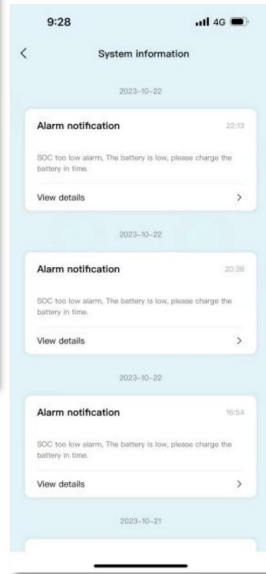 9:28
4G
System information
2023-10-22
Alarm notification
22:13
SOC too low alarm, The battery is low, please charge the
battery in time.
View details
2023-10-22
Alarm notification
20:38
SOC too low alarm, The battery is low, please charge the
battery in time.
View details
2023-10-22
Alarm notification
16:54
SOC too low alarm, The battery is low, please charge the
battery in time.
View details
2023-10-21